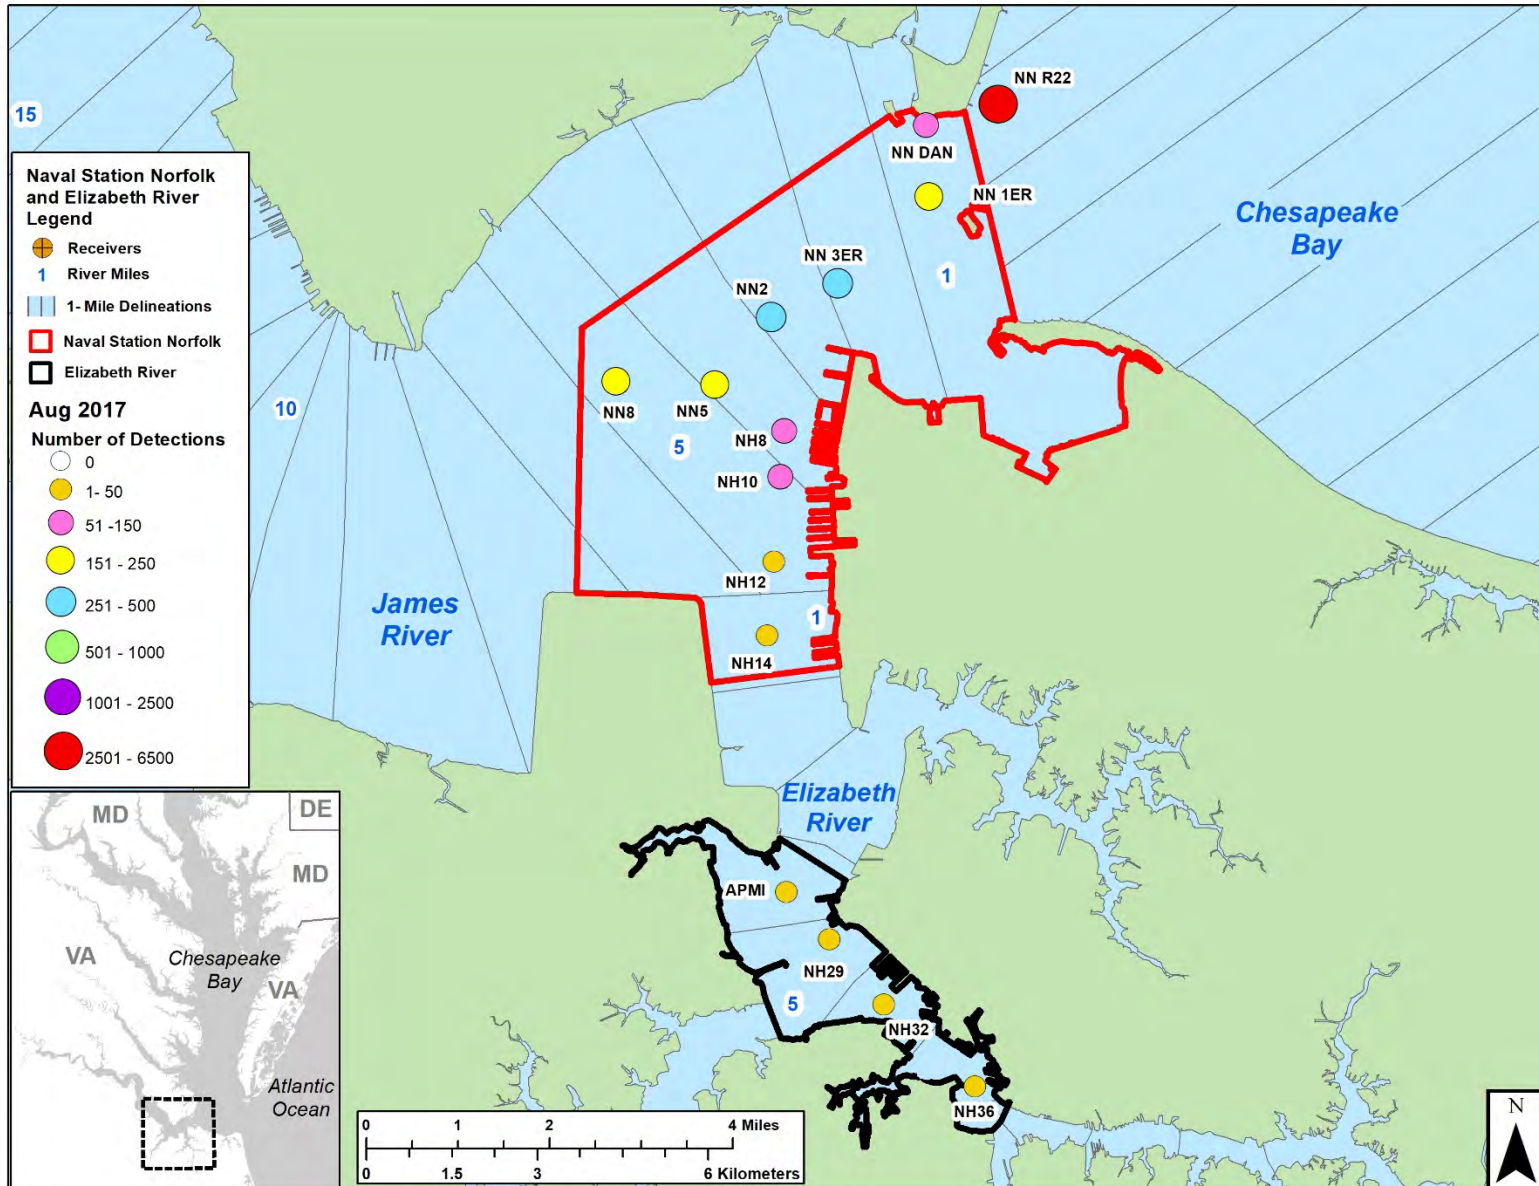 NN R22
15
NN DAN
Naval Station Norfolk
and Elizabeth River
Legend
Receivers
1 River Miles
1- Mile Delineations
Naval Station Norfolk
Elizabeth River
Aug 2017
Number of Detections
0
1- 50
51 -150
151 - 250
251 - 500
501 - 1000
1001 - 2500
2501 - 6500
NN 1ER
Chesapeake
Bay
NN 3ER
1
NN2
NN8
NN5
10
NH8
5
NH10
NH12
James
River
1
NH14
Elizabeth
River
APMI
NH29
5
NH32
NH36
MD
DE
MD
VA
Chesapeake
Bay
VA
Atlantic
Ocean
0 1 2 4 Miles
0 1.5 3 6 Kilometers
N